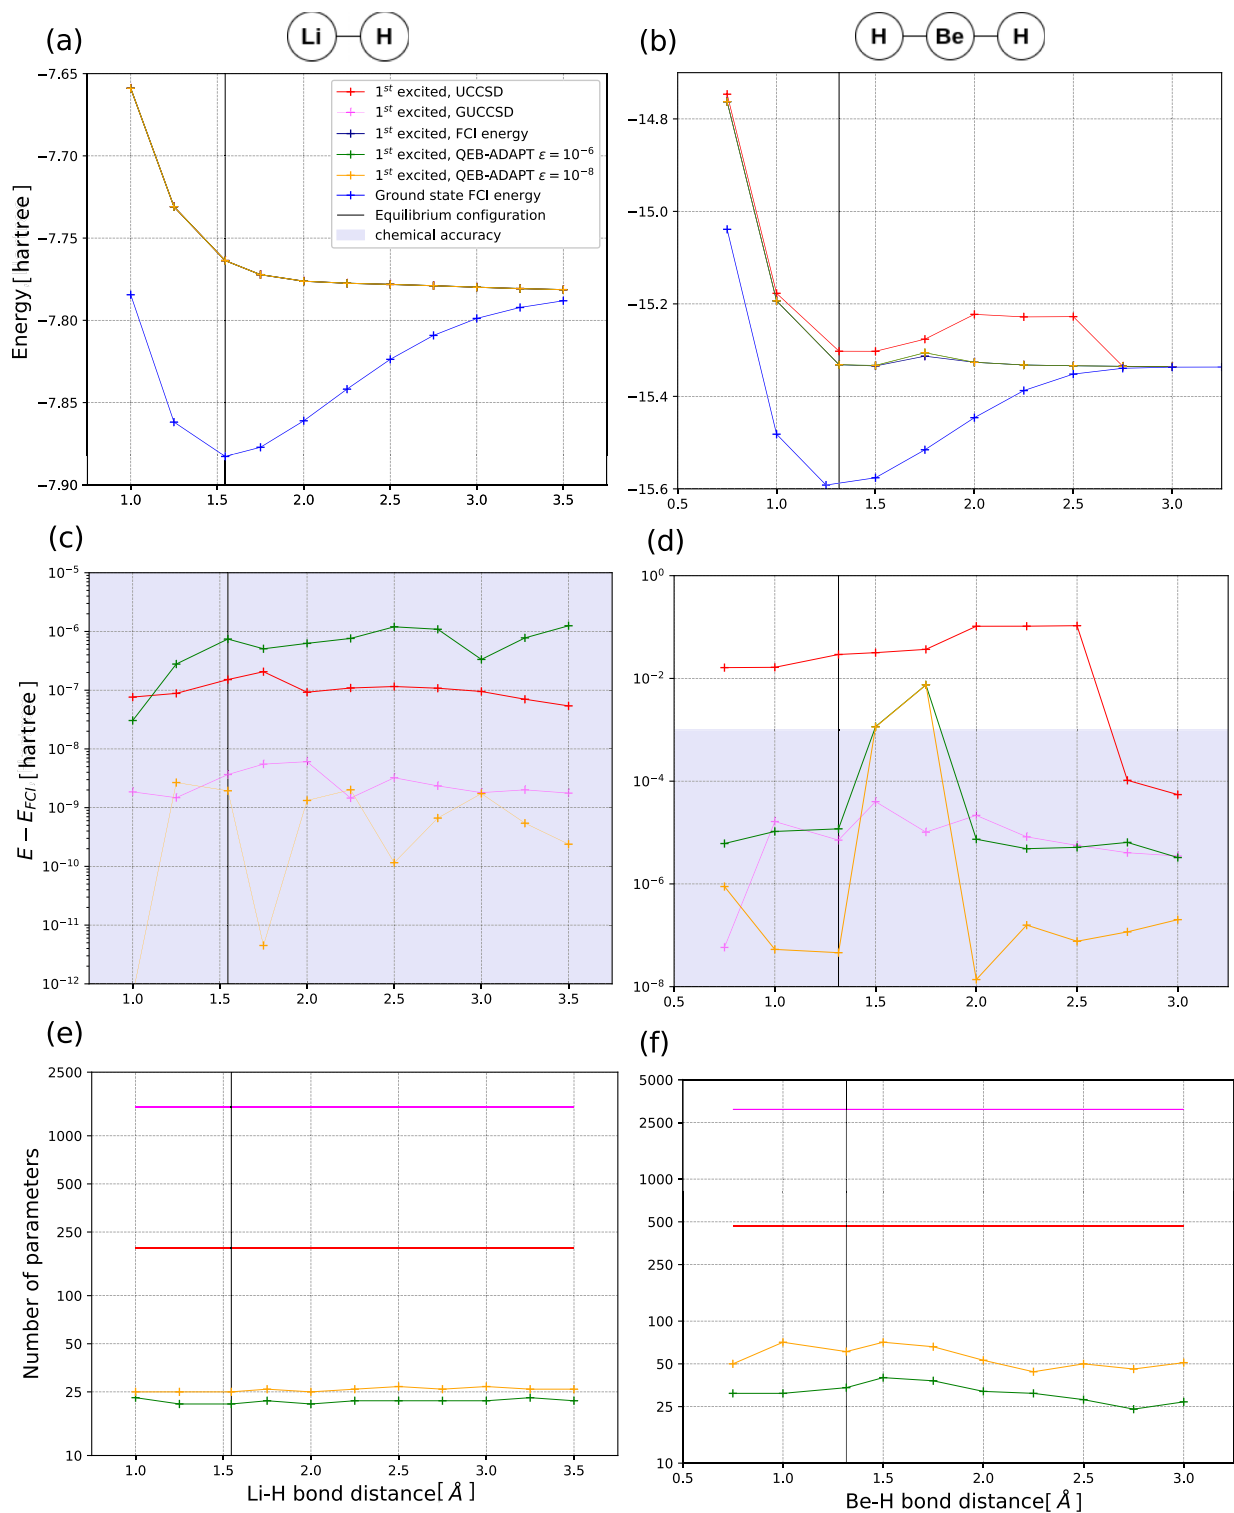 (a)
Li H
(b)
H Be H
−7.65
−7.70
−7.75
−7.80
−7.85
−7.90
Energy [ hartree]
1st excited, UCCSD
1st excited, GUCCSD
1st excited, FCI energy
1st excited, QEB-ADAPT ε = 10−6
1st excited, QEB-ADAPT ε = 10−8
Ground state FCI energy
Equilibrium configuration
chemical accuracy
1.0 1.5 2.0 2.5 3.0 3.5
−14.8
−15.0
−15.2
−15.4
−15.6
0.5 1.0 1.5 2.0 2.5 3.0
(c)
10−5
10−6
10−7
10−8
10−9
10−10
10−11
10−12
E − EFCI [ hartree]
1.0 1.5 2.0 2.5 3.0 3.5
(d)
100
10−2
10−4
10−6
10−8
0.5 1.0 1.5 2.0 2.5 3.0
(e)
2500
1000
500
250
100
50
25
10
Number of parameters
1.0 1.5 2.0 2.5 3.0 3.5
Li-H bond distance[ Å ]
(f)
5000
2500
1000
500
250
100
50
25
10
0.5 1.0 1.5 2.0 2.5 3.0
Be-H bond distance[ Å ]